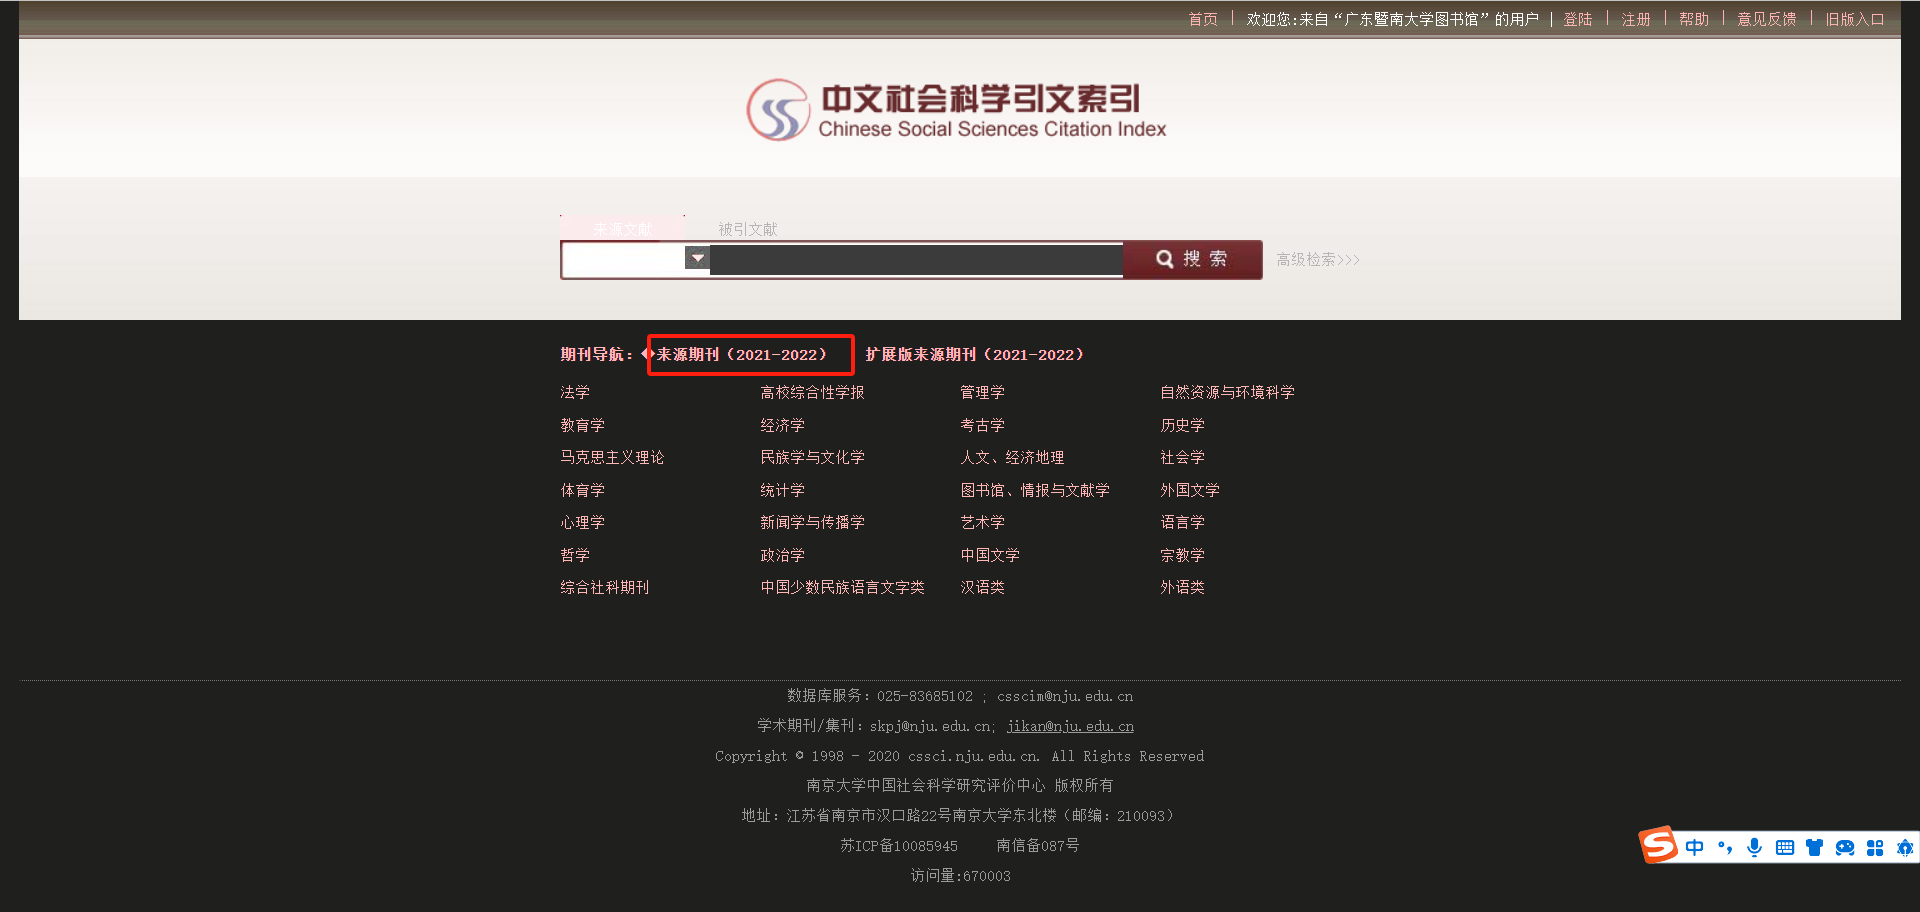 首页 | 欢迎您:来自“广东暨南大学图书馆”的用户 | 登陆 | 注册 | 帮助 | 意见反馈 | 旧版入口
中文社会科学引文索引
Chinese Social Sciences Citation Index
来源文献 被引文献
搜 索 高级检索>>>
期刊导航: 来源期刊（2021-2022） 扩展版来源期刊（2021-2022）
法学 高校综合性学报 管理学 自然资源与环境科学
教育学 经济学 考古学 历史学
马克思主义理论 民族学与文化学 人文、经济地理 社会学
体育学 统计学 图书馆、情报与文献学 外国文学
心理学 新闻学与传播学 艺术学 语言学
哲学 政治学 中国文学 宗教学
综合社科期刊 中国少数民族语言文字类 汉语类 外语类
数据库服务: 025-83685102 ; csscim@nju.edu.cn
学术期刊/集刊: skpj@nju.edu.cn; jikan@nju.edu.cn
Copyright © 1998 - 2020 cssci.nju.edu.cn. All Rights Reserved
南京大学中国社会科学研究评价中心 版权所有
地址: 江苏省南京市汉口路22号南京大学东北楼（邮编: 210093）
苏ICP备10085945 南信备087号
访问量:670003
S 中